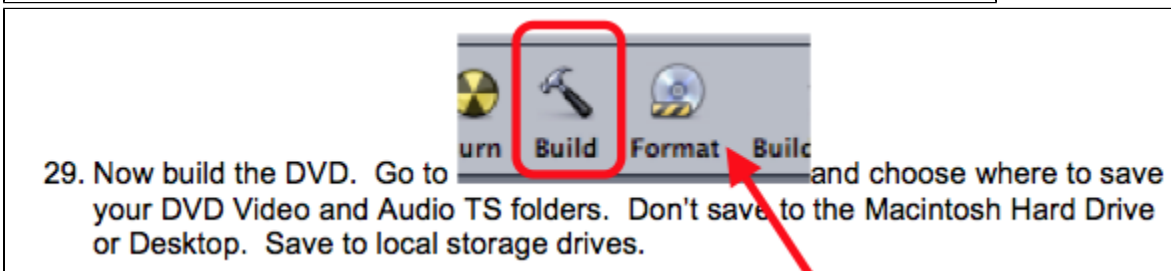 urn Build Format Build
29. Now build the DVD.  Go to and choose where to save
your DVD Video and Audio TS folders.  Don't save to the Macintosh Hard Drive
or Desktop.  Save to local storage drives.